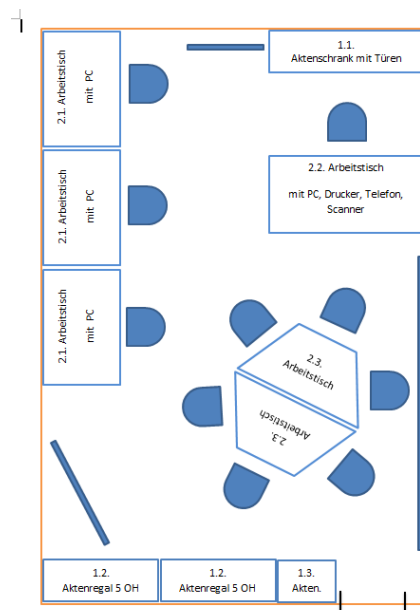 1.1.
Aktenschrank mit Türen
2.1. Arbeitstisch
mit PC
2.2. Arbeitstisch
mit PC, Drucker, Telefon,
Scanner
2.1. Arbeitstisch
mit PC
2.1. Arbeitstisch
mit PC
2.3.
Arbeitstisch
2.3.
Arbeitstisch
1.2.
Aktenregal 5 OH
1.2.
Aktenregal 5 OH
1.3.
Akten.